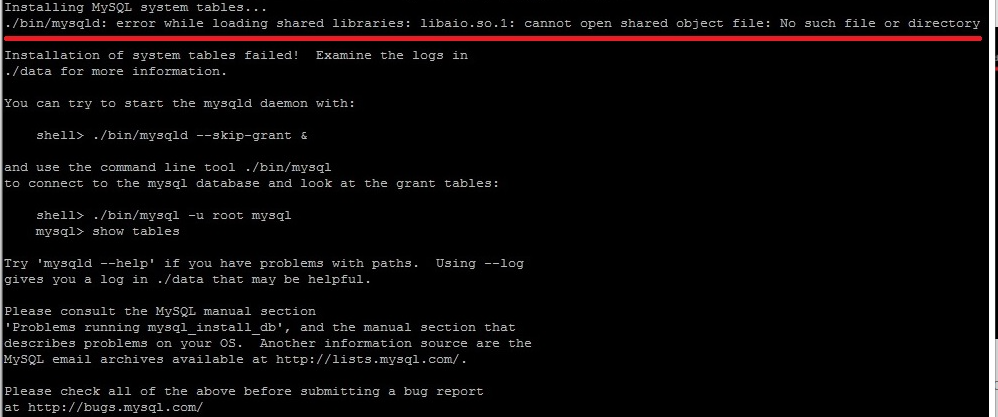 Installing MySQL system tables...
./bin/mysqld: error while loading shared libraries: libaio.so.1: cannot open shared object file: No such file or directory
Installation of system tables failed!  Examine the logs in
./data for more information.
You can try to start the mysqld daemon with:
shell> ./bin/mysqld --skip-grant &
and use the command line tool ./bin/mysql
to connect to the mysql database and look at the grant tables:
shell> ./bin/mysql -u root mysql
mysql> show tables
Try 'mysqld --help' if you have problems with paths.  Using --log
gives you a log in ./data that may be helpful.
Please consult the MySQL manual section
'Problems running mysql_install_db', and the manual section that
describes problems on your OS.  Another information source are the
MySQL email archives available at http://lists.mysql.com/.
Please check all of the above before submitting a bug report
at http://bugs.mysql.com/